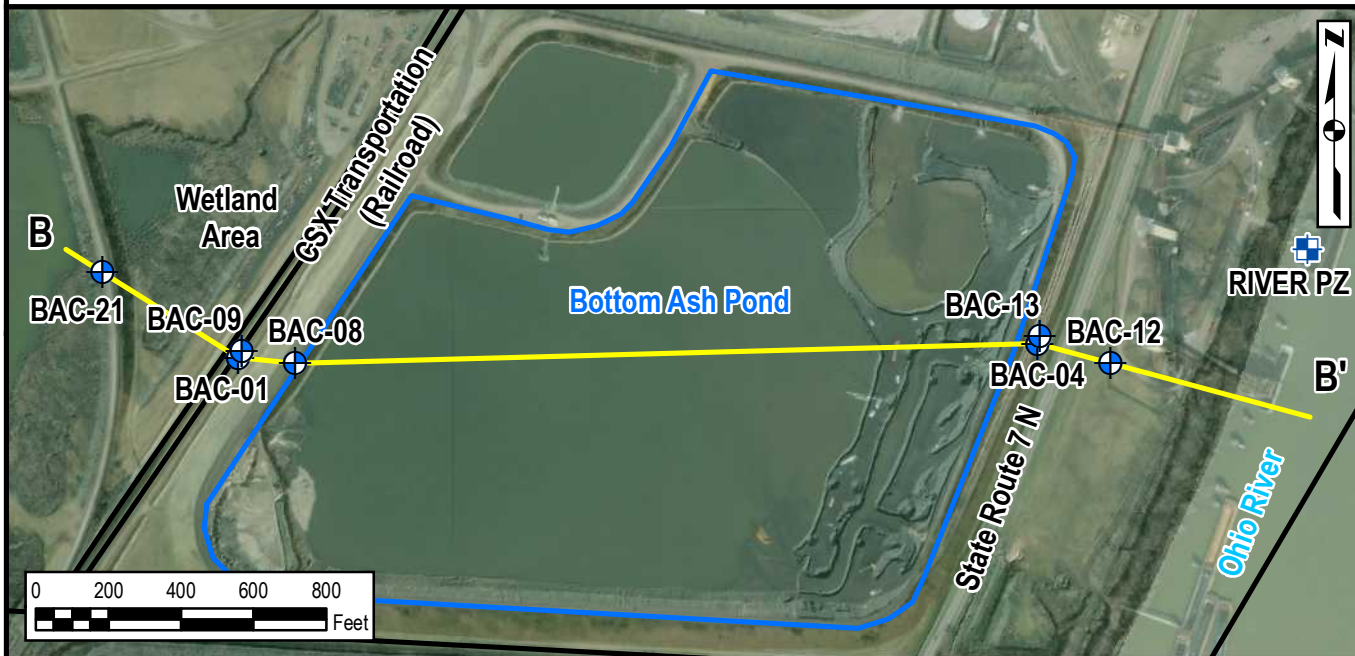 N
Wetland
Area
CSX Transportation
(Railroad)
B
BAC-21
BAC-09
BAC-08
BAC-01
Bottom Ash Pond
BAC-13
BAC-12
BAC-04
RIVER PZ
B'
State Route 7 N
Ohio River
0 200 400 600 800
Feet